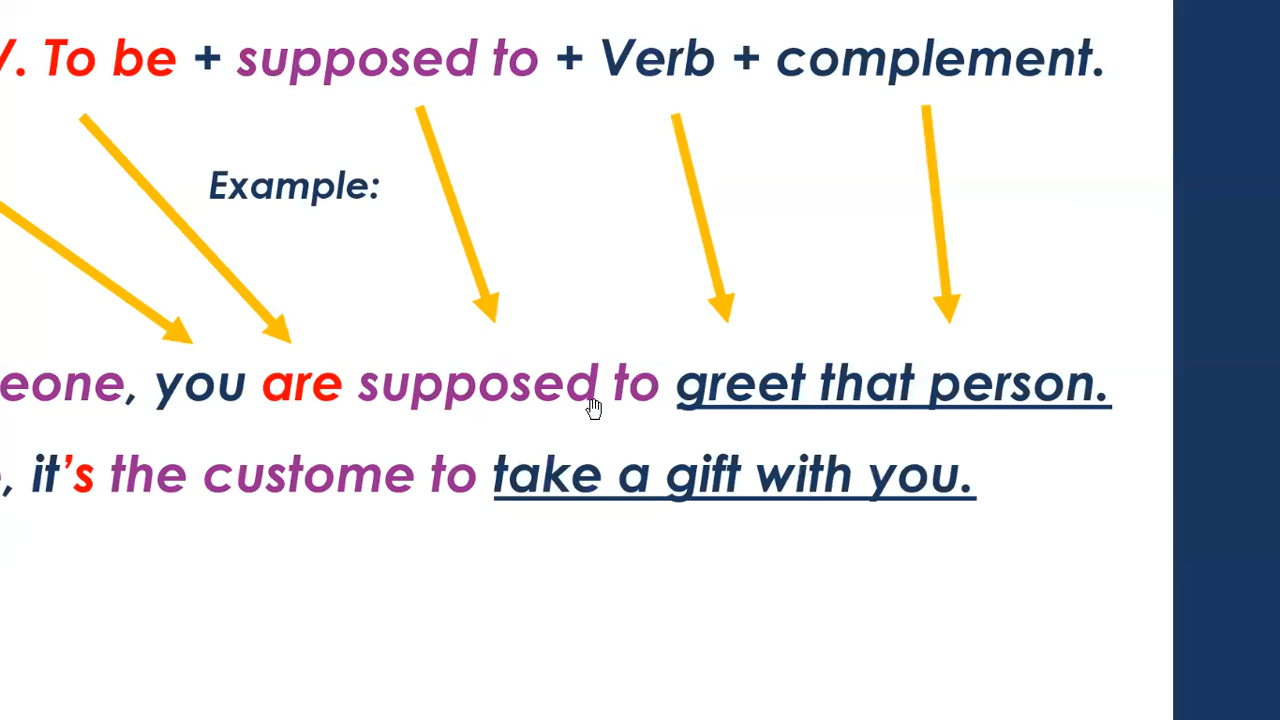 V. To be + supposed to + Verb + complement.
Example:
eone, you are supposed to greet that person.
, it's the custome to take a gift with you.